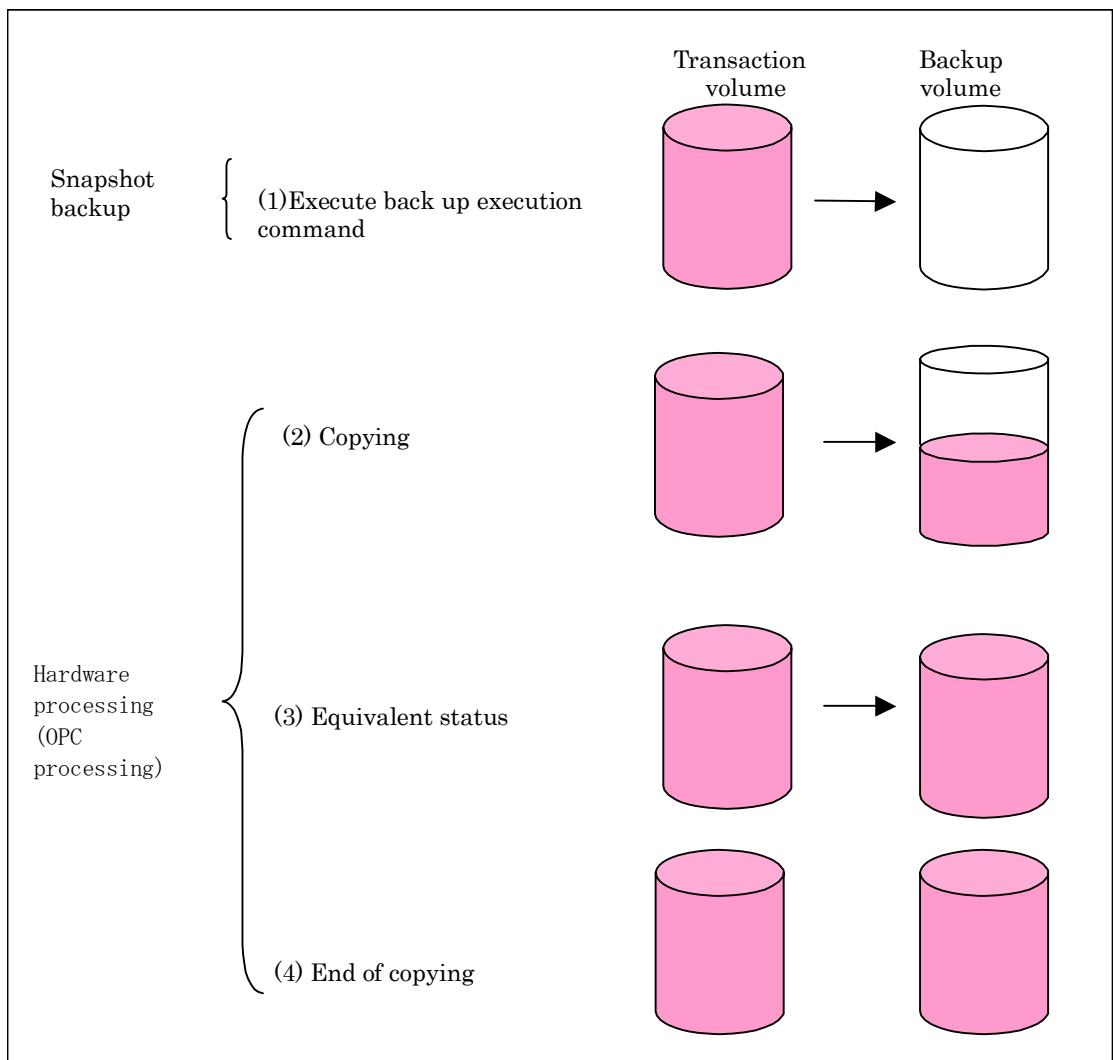 Transaction
volume
Backup
volume
Snapshot
backup
(1)Execute back up execution
command
(2) Copying
Hardware
processing
(OPC
processing)
(3) Equivalent status
(4) End of copying